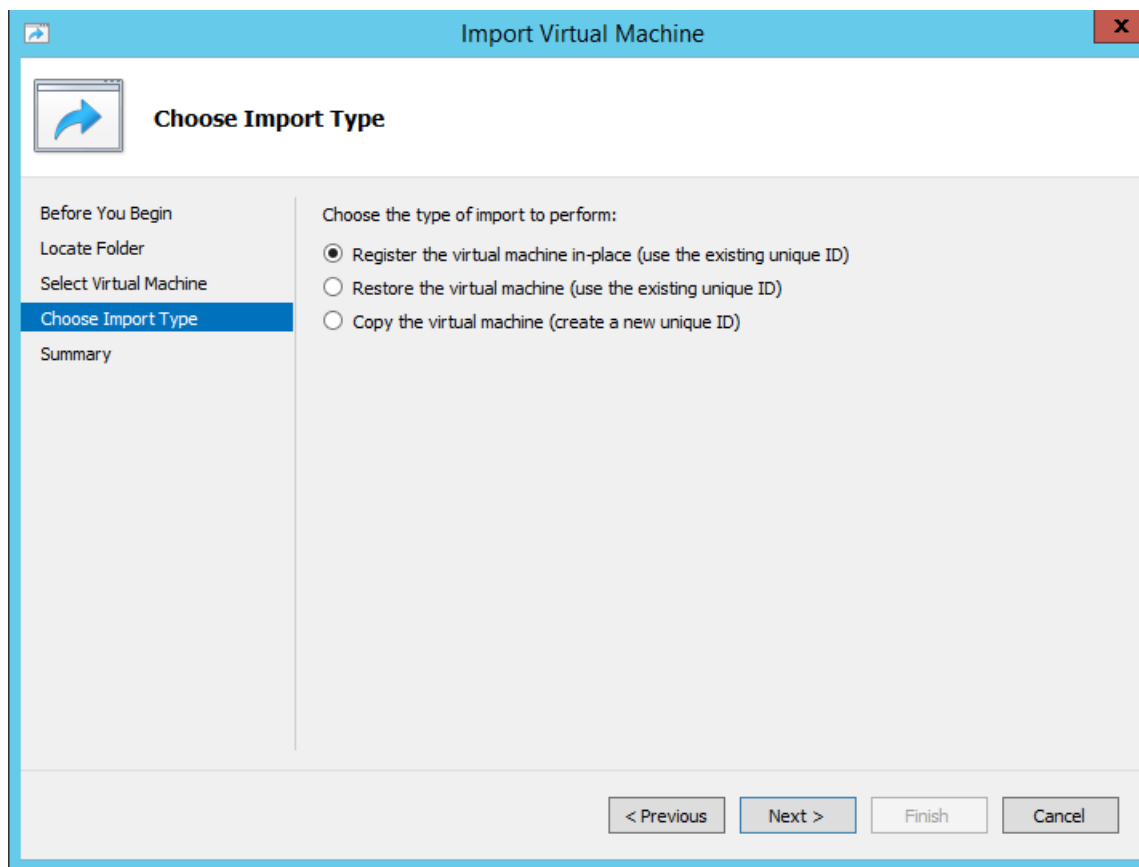 Import Virtual Machine
x
Choose Import Type
Before You Begin
Locate Folder
Select Virtual Machine
Choose Import Type
Summary
Choose the type of import to perform:
Register the virtual machine in-place (use the existing unique ID)
Restore the virtual machine (use the existing unique ID)
Copy the virtual machine (create a new unique ID)
< Previous
Next >
Finish
Cancel